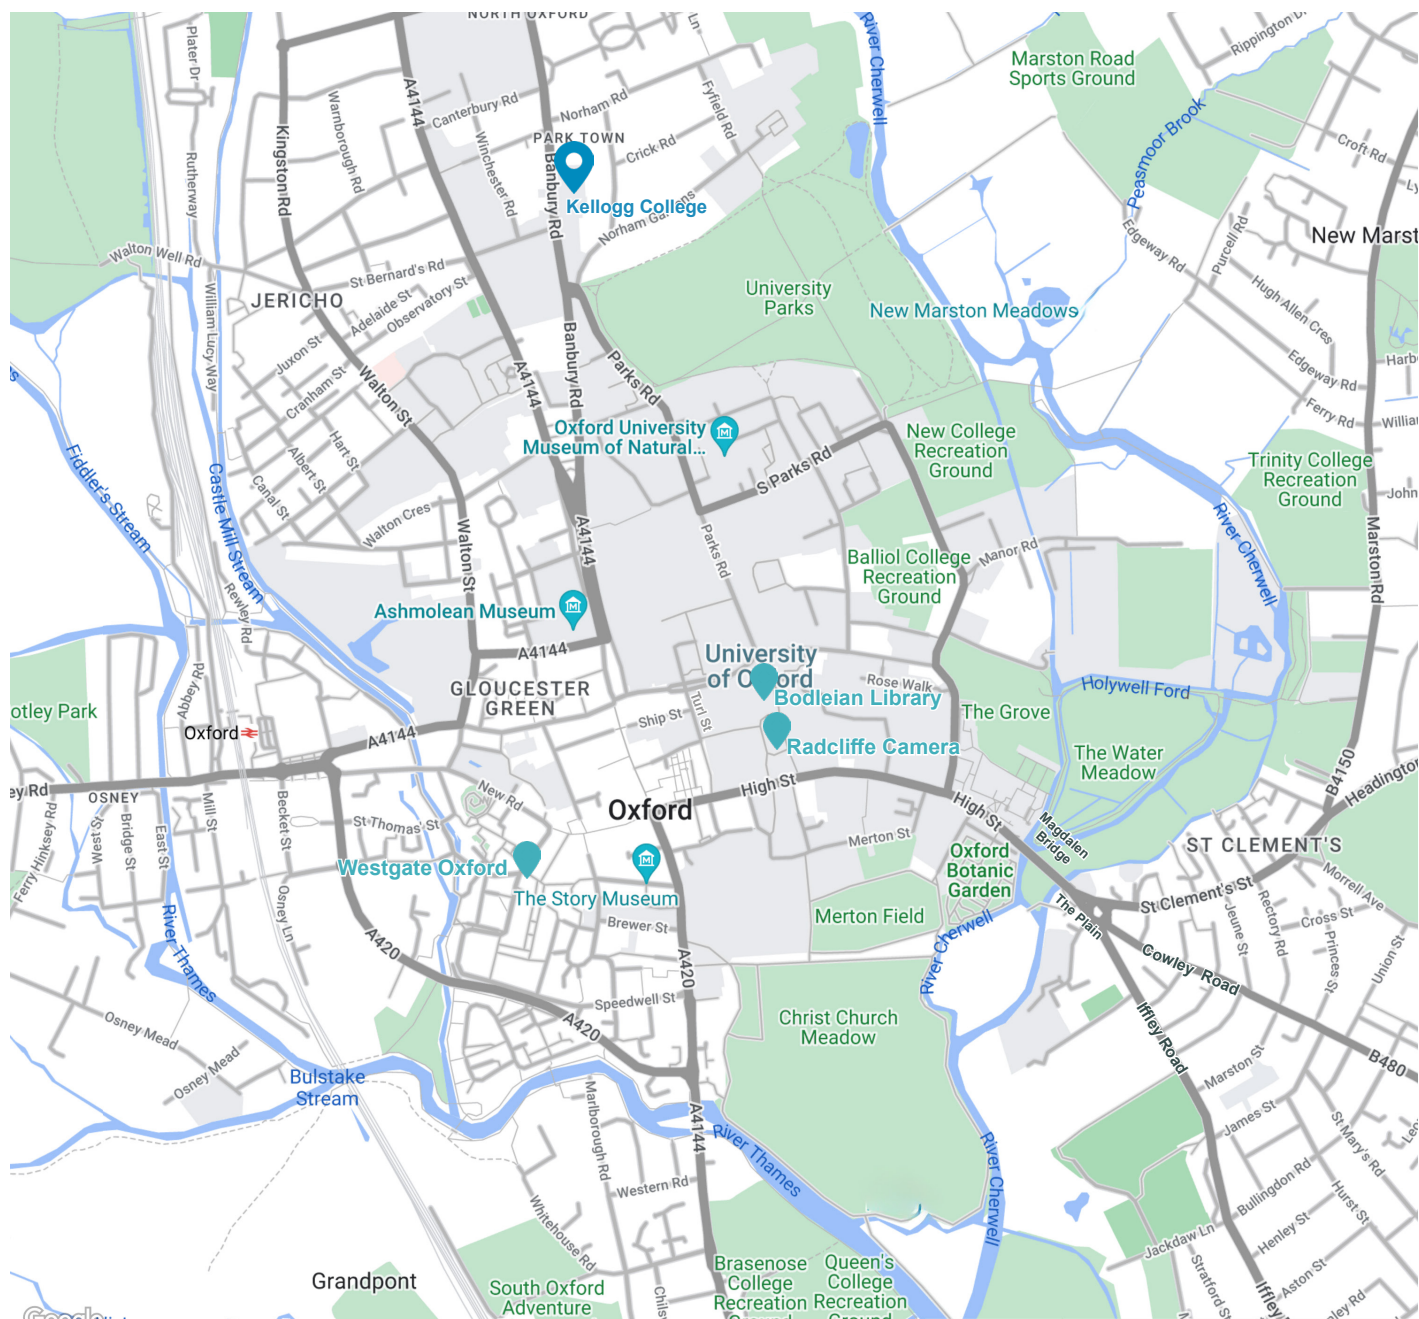 NORTH OXFORD
Plater Dr
Ln
River Cherwell
Rippington Dr
Marston Road
Sports Ground
A4144
Canterbury Rd
Norham Rd
Fyfield Rd
Warnborough Rd
Kingston Rd
PARK TOWN
Peasmoor Brook
Croft Rd
Rutherway
Winchester Rd
Banbury Rd
Crick Rd
Kellogg College
Norham Gardens
Edgeway Rd
Purcell Rd
New Marst
Walton Well Rd
St Bernard's Rd
JERICHO
Adelaide St
Observatory St
University
Parks
New Marston Meadows
Hugh Allen Cres
William Lucy Way
Juxon St
Cranham St
Walton St
A4144
Banbury Rd
Parks Rd
Edgeway Rd
Harbe
Ferry Rd
Willia
Oxford University
Museum of Natural...
New College
Recreation
Ground
Hart St
Albert St
Canal St
S Parks Rd
Trinity College
Recreation
Ground
John
Fiddler's Stream
Castle Mill Stream
Walton Cres
Walton St
A4144
Parks Rd
Manor Rd
River Cherwell
Marston Rd
Balliol College
Recreation
Ground
Rewley Rd
Ashmolean Museum
A4144
University
of Oxford
Abbey Rd
GLOUCESTER
GREEN
Bodleian Library
Rose Walk
Holywell Ford
otley Park
Oxford
A4144
Ship St
Turl St
Radcliffe Camera
The Grove
The Water
Meadow
B4150
Headington
ey Rd
OSNEY
New Rd
High St
High St
Oxford
Ferry Hinksey Rd
West St
Bridge St
East St
Mill St
Becket St
St Thomas' St
Merton St
Magdalen
Bridge
ST CLEMENT'S
Westgate Oxford
The Story Museum
Oxford
Botanic
Garden
Morrell Ave
St Clement's St
Osney Ln
Brewer St
Merton Field
River Cherwell
The Plain
Jeune St
Rectory Rd
Cross St
Princes St
Union St
River Thames
A420
A420
Cowley Road
Speedwell St
Osney Mead
A420
Christ Church
Meadow
Iffley Road
B480
Osney Mead
Bulstake
Stream
Marlborough Rd
A4144
River Thames
Marston St
James St
St Mary's Rd
River Cherwell
Western Rd
Bullingdon Rd
Hurst St
Whitehouse Rd
Jackdaw Ln
Henley St
Stratford St
Aston St
Grandpont
South Oxford
Adventure
Chils
Brasenose
College
Recreation
Ground
Queen's
College
Recreation
Ground
Iffley
Google